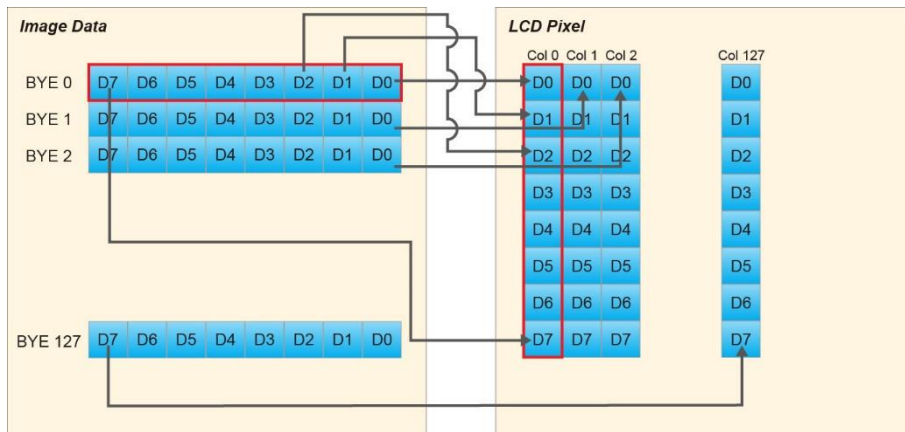 Image Data
BYE 0 D7 D6 D5 D4 D3 D2 D1 D0
BYE 1 D7 D6 D5 D4 D3 D2 D1 D0
BYE 2 D7 D6 D5 D4 D3 D2 D1 D0
BYE 127 D7 D6 D5 D4 D3 D2 D1 D0
LCD Pixel
Col 0 Col 1 Col 2 Col 127
D0 D0 D0 D0
D1 D1 D1 D1
D2 D2 D2 D2
D3 D3 D3 D3
D4 D4 D4 D4
D5 D5 D5 D5
D6 D6 D6 D6
D7 D7 D7 D7